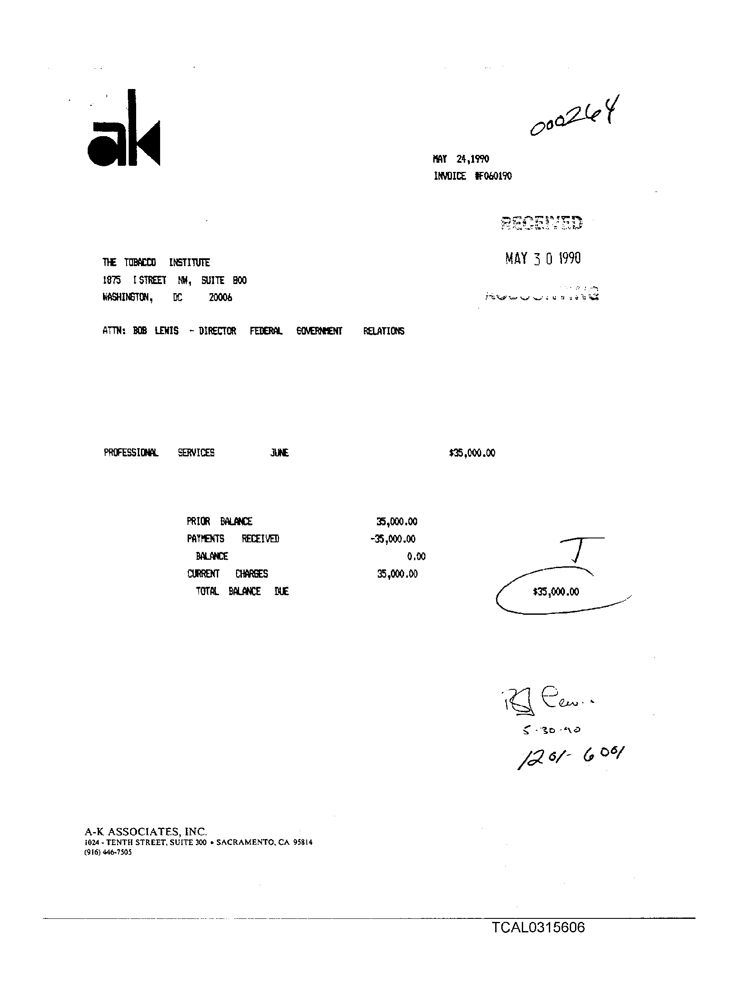 ak
000264
MAY 24,1990
INVOICE #F060190
RECEIVED
MAY 30 1990
ACCOUNTING
THE TOBACCO INSTITUTE
1875 I STREET NW, SUITE 800
WASHINGTON, DC 20006
ATTN: BOB LEWIS - DIRECTOR FEDERAL GOVERNMENT RELATIONS
PROFESSIONAL SERVICES JUNE $35,000.00
PRIOR BALANCE 35,000.00
PAYMENTS RECEIVED -35,000.00
BALANCE 0.00
CURRENT CHARGES 35,000.00
TOTAL BALANCE DUE $35,000.00
5-30-90
1201-6001
A-K ASSOCIATES, INC.
1024 - TENTH STREET, SUITE 300 • SACRAMENTO, CA 95814
(916) 446-7505
TCAL0315606